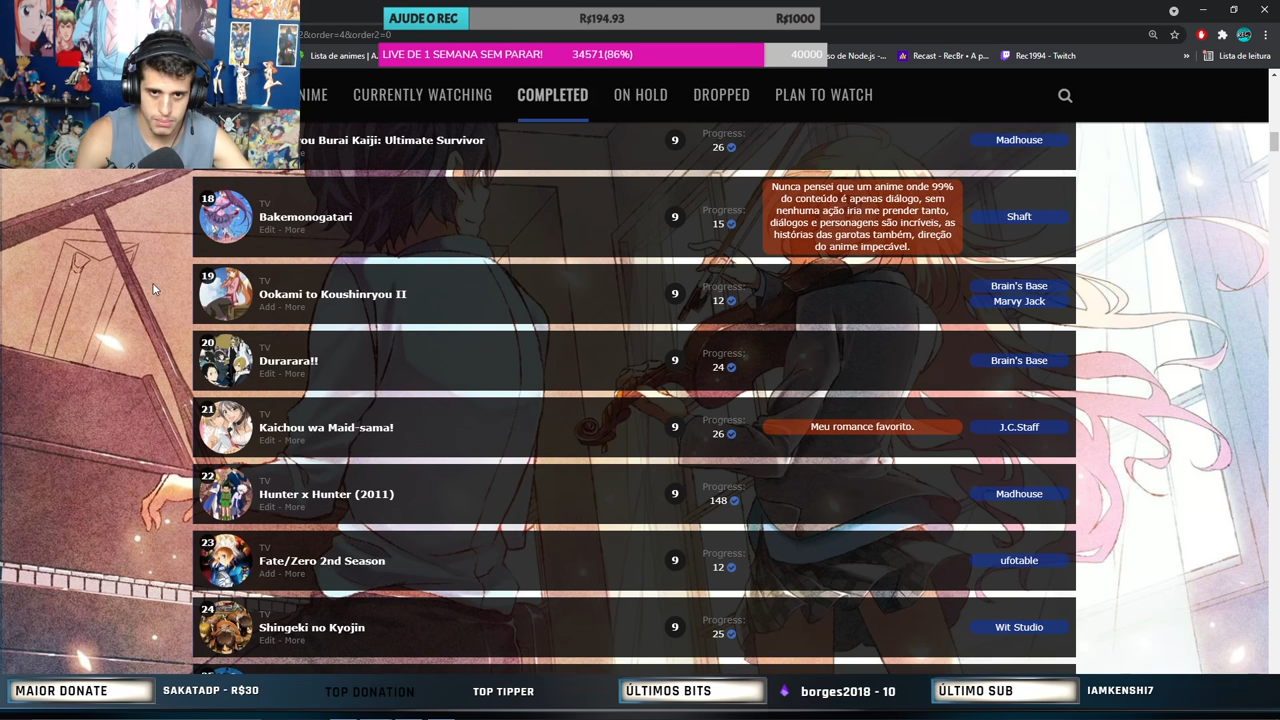 AJUDE O REC R$194.93 R$1000
2&order=4&order2=0
Lista de animes | A. LIVE DE 1 SEMANA SEM PARAR! 34571(86%) 40000 so de Node.js -... Recast - RecBr • A p... Rec1994 - Twitch » Lista de leitura
NIME CURRENTLY WATCHING COMPLETED ON HOLD DROPPED PLAN TO WATCH
ou Burai Kaiji: Ultimate Survivor 9 Progress: Madhouse
26
18 TV
Bakemonogatari
Edit - More
9
Progress:
15
Nunca pensei que um anime onde 99%
do conteúdo é apenas diálogo, sem
nenhuma ação iria me prender tanto,
diálogos e personagens são incríveis, as
histórias das garotas também, direção
do anime impecável.
Shaft
19 TV
Ookami to Koushinryou II
Add - More
9
Progress:
12
Brain's Base
Marvy Jack
20 TV
Durarara!!
Edit - More
9
Progress:
24
Brain's Base
21 TV
Kaichou wa Maid-sama!
Edit - More
9
Progress:
26
Meu romance favorito.
J.C.Staff
22 TV
Hunter x Hunter (2011)
Edit - More
9
Progress:
148
Madhouse
23 TV
Fate/Zero 2nd Season
Add - More
9
Progress:
12
ufotable
24 TV
Shingeki no Kyojin
Edit - More
9
Progress:
25
Wit Studio
MAIOR DONATE SAKATADP - R$30 TOP DONATION TOP TIPPER ÚLTIMOS BITS borges2018 - 10 ÚLTIMO SUB IAMKENSHI7